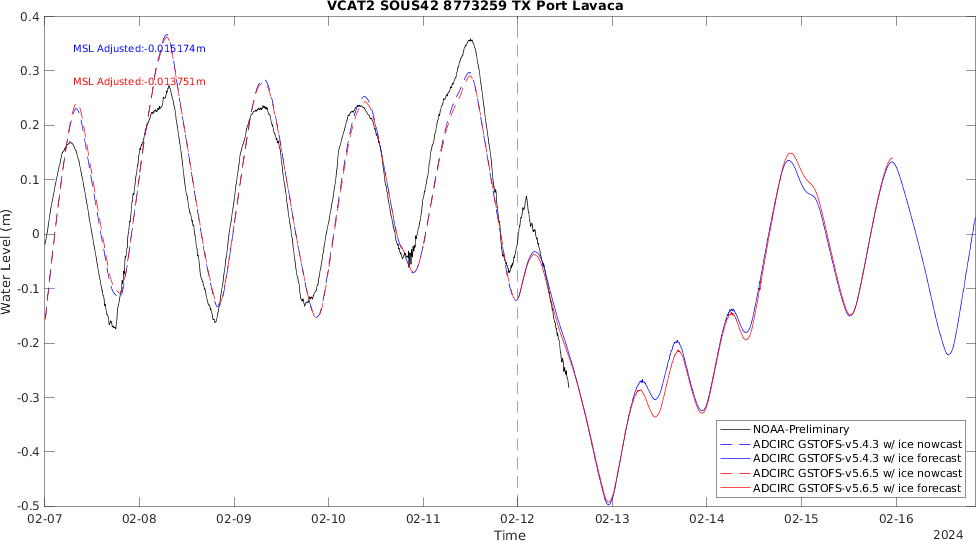 VCAT2 SOUS42 8773259 TX Port Lavaca
0.4
0.3
0.2
0.1
0
-0.1
-0.2
-0.3
-0.4
-0.5
Water Level (m)
MSL Adjusted:-0.015174m
MSL Adjusted:-0.013751m
NOAA-Preliminary
ADCIRC GSTOFS-v5.4.3 w/ ice nowcast
ADCIRC GSTOFS-v5.4.3 w/ ice forecast
ADCIRC GSTOFS-v5.6.5 w/ ice nowcast
ADCIRC GSTOFS-v5.6.5 w/ ice forecast
02-07 02-08 02-09 02-10 02-11 02-12 02-13 02-14 02-15 02-16
Time
2024